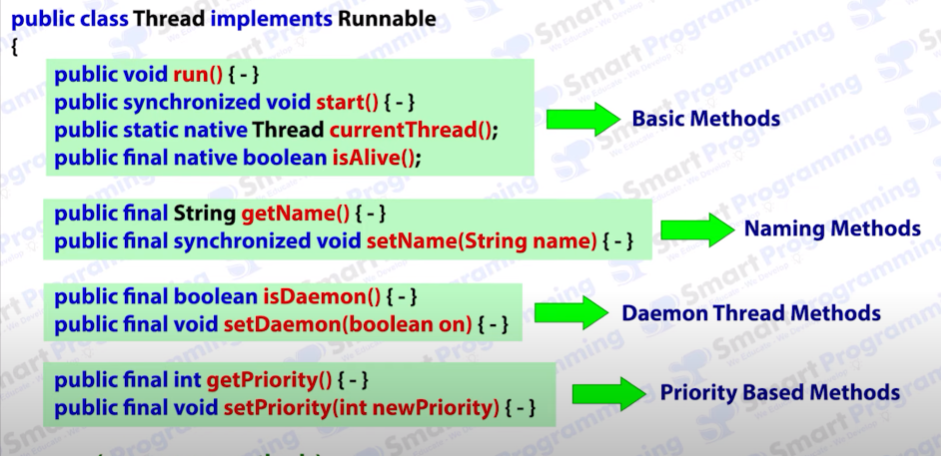 public class Thread implements Runnable
{
public void run() { - }
public synchronized void start() { - }
public static native Thread currentThread();
public final native boolean isAlive();
Basic Methods
public final String getName() { - }
public final synchronized void setName(String name) { - }
Naming Methods
public final boolean isDaemon() { - }
public final void setDaemon(boolean on) { - }
Daemon Thread Methods
public final int getPriority() { - }
public final void setPriority(int newPriority) { - }
Priority Based Methods
Smart Programming